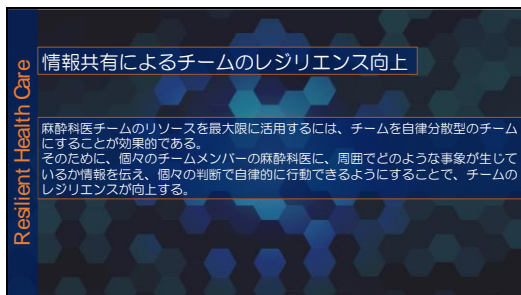 Resilient Health Care
情報共有によるチームのレジリエンス向上
麻酔科医チームのリソースを最大限に活用するには、チームを自律分散型のチーム
にすることが効果的である。
そのために、個々のチームメンバーの麻酔科医に、周囲でどのような事象が生じて
いるか情報を伝え、個々の判断で自律的に行動できるようにすることで、チームの
レジリエンスが向上する。